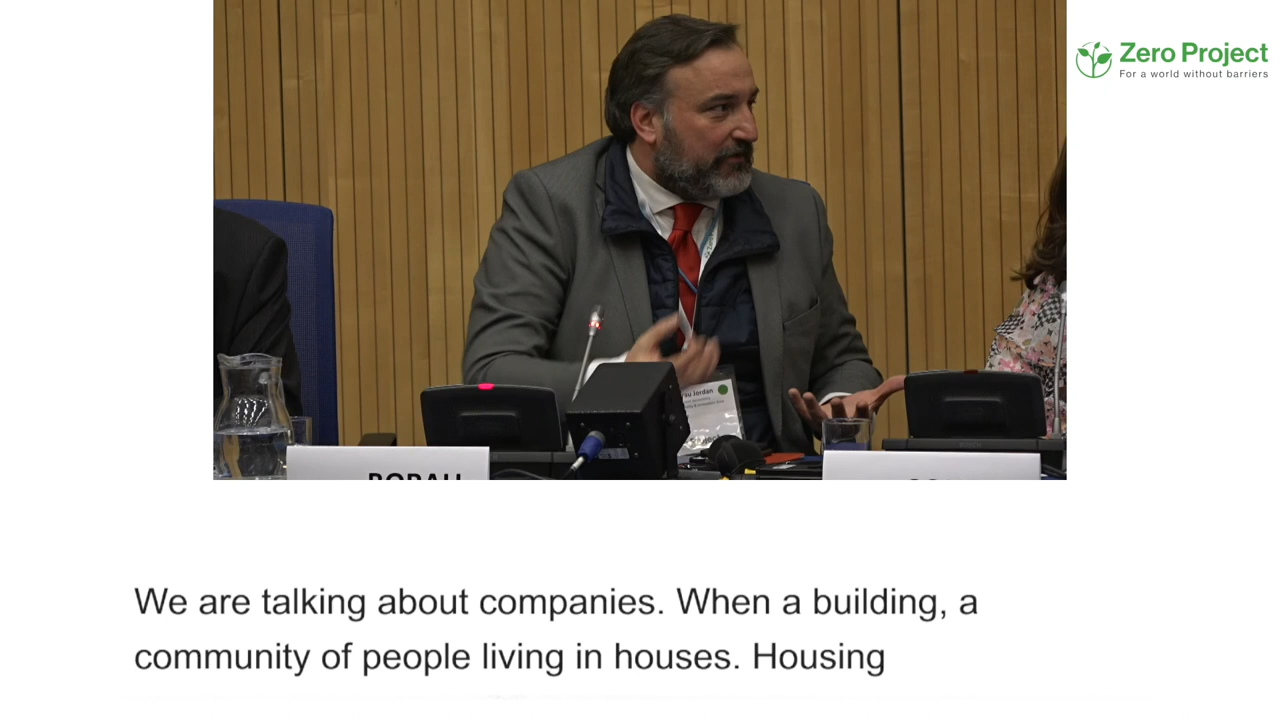 Zero Project
For a world without barriers
Jordan
We are talking about companies. When a building, a
community of people living in houses. Housing